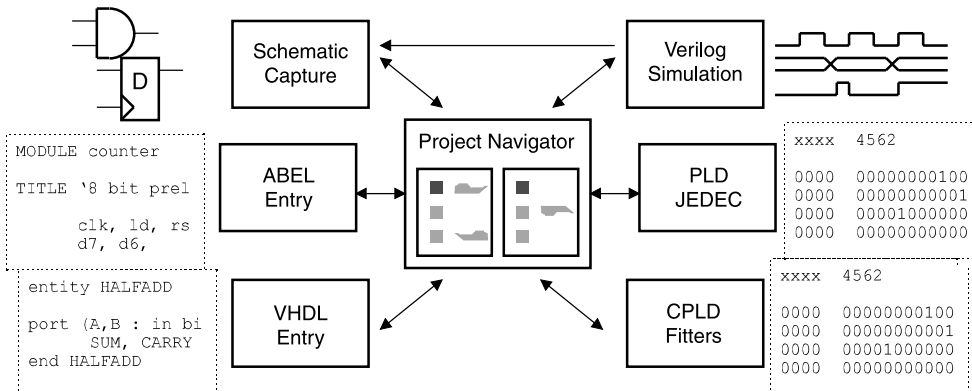 Schematic
Capture
Verilog
Simulation
D
Project Navigator
MODULE counter
TITLE ‘8 bit prel
clk, ld, rs
d7, d6,
ABEL
Entry
PLD
JEDEC
xxxx 4562
0000 00000000100
0000 00000000001
0000 00001000000
0000 00000000000
entity HALFADD
port (A,B : in bi
SUM, CARRY
end HALFADD
VHDL
Entry
CPLD
Fitters
xxxx 4562
0000 00000000100
0000 00000000001
0000 00001000000
0000 00000000000